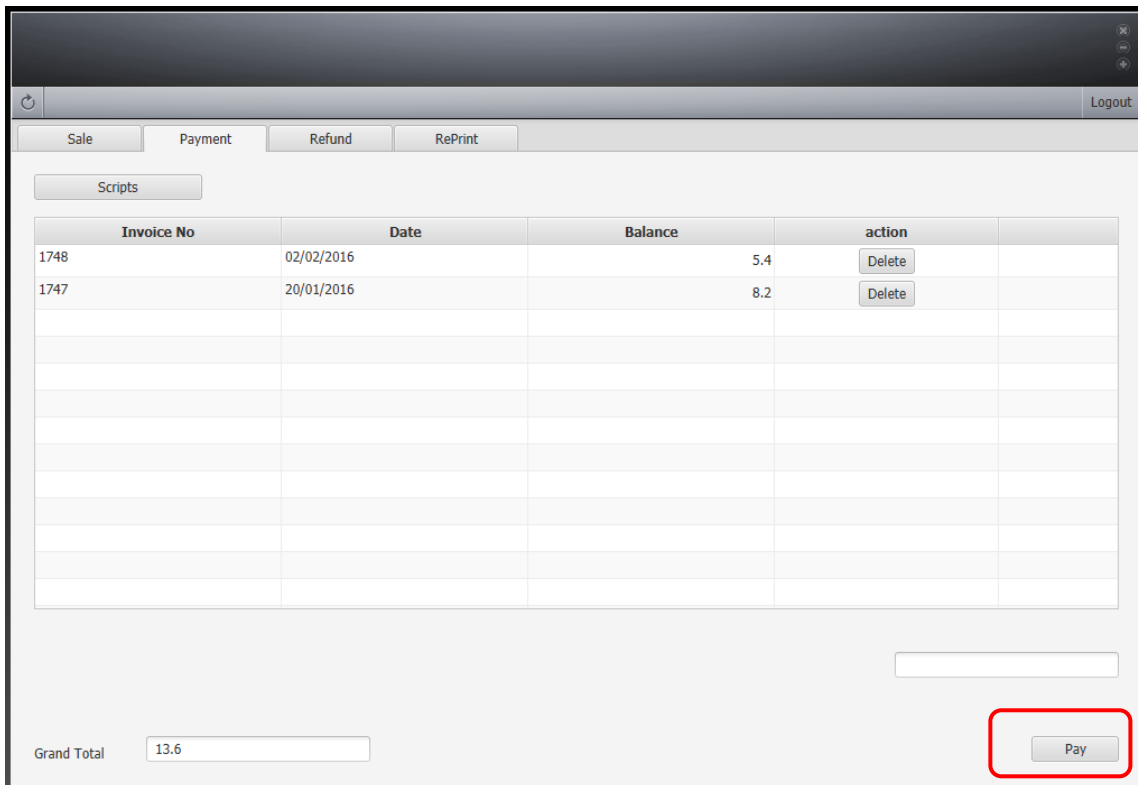 Logout
Sale Payment Refund RePrint
Scripts
Invoice No Date Balance action
1748 02/02/2016 5.4 Delete
1747 20/01/2016 8.2 Delete
Grand Total 13.6 Pay